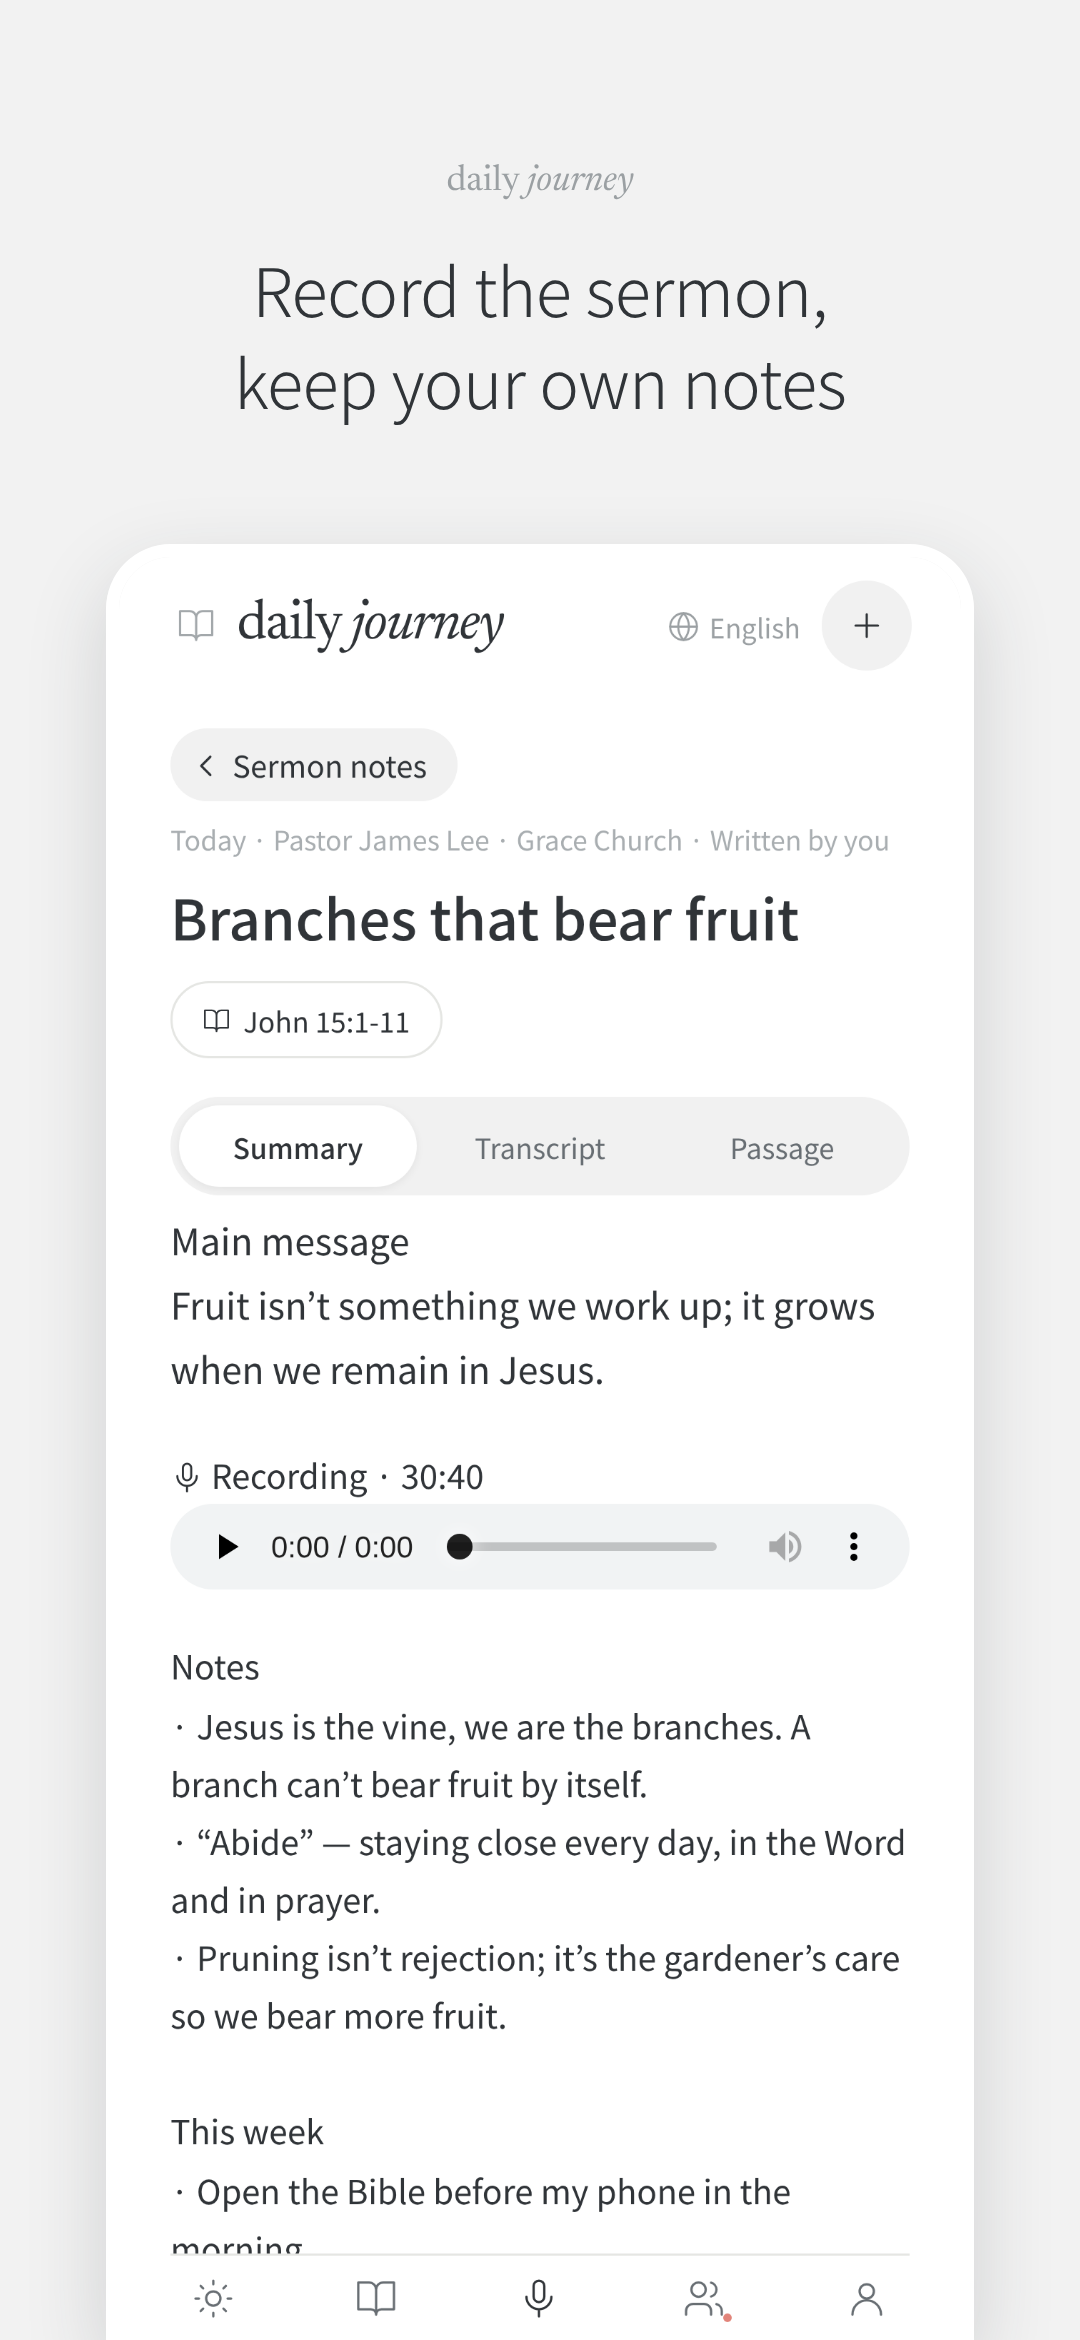 daily journey
Record the sermon,
keep your own notes
daily journey
English
Sermon notes
Today · Pastor James Lee · Grace Church · Written by you
Branches that bear fruit
John 15:1-11
Summary
Transcript
Passage
Main message
Fruit isn’t something we work up; it grows
when we remain in Jesus.
Recording · 30:40
0:00 / 0:00
Notes
· Jesus is the vine, we are the branches. A
branch can’t bear fruit by itself.
· “Abide” — staying close every day, in the Word
and in prayer.
· Pruning isn’t rejection; it’s the gardener’s care
so we bear more fruit.
This week
· Open the Bible before my phone in the
morning